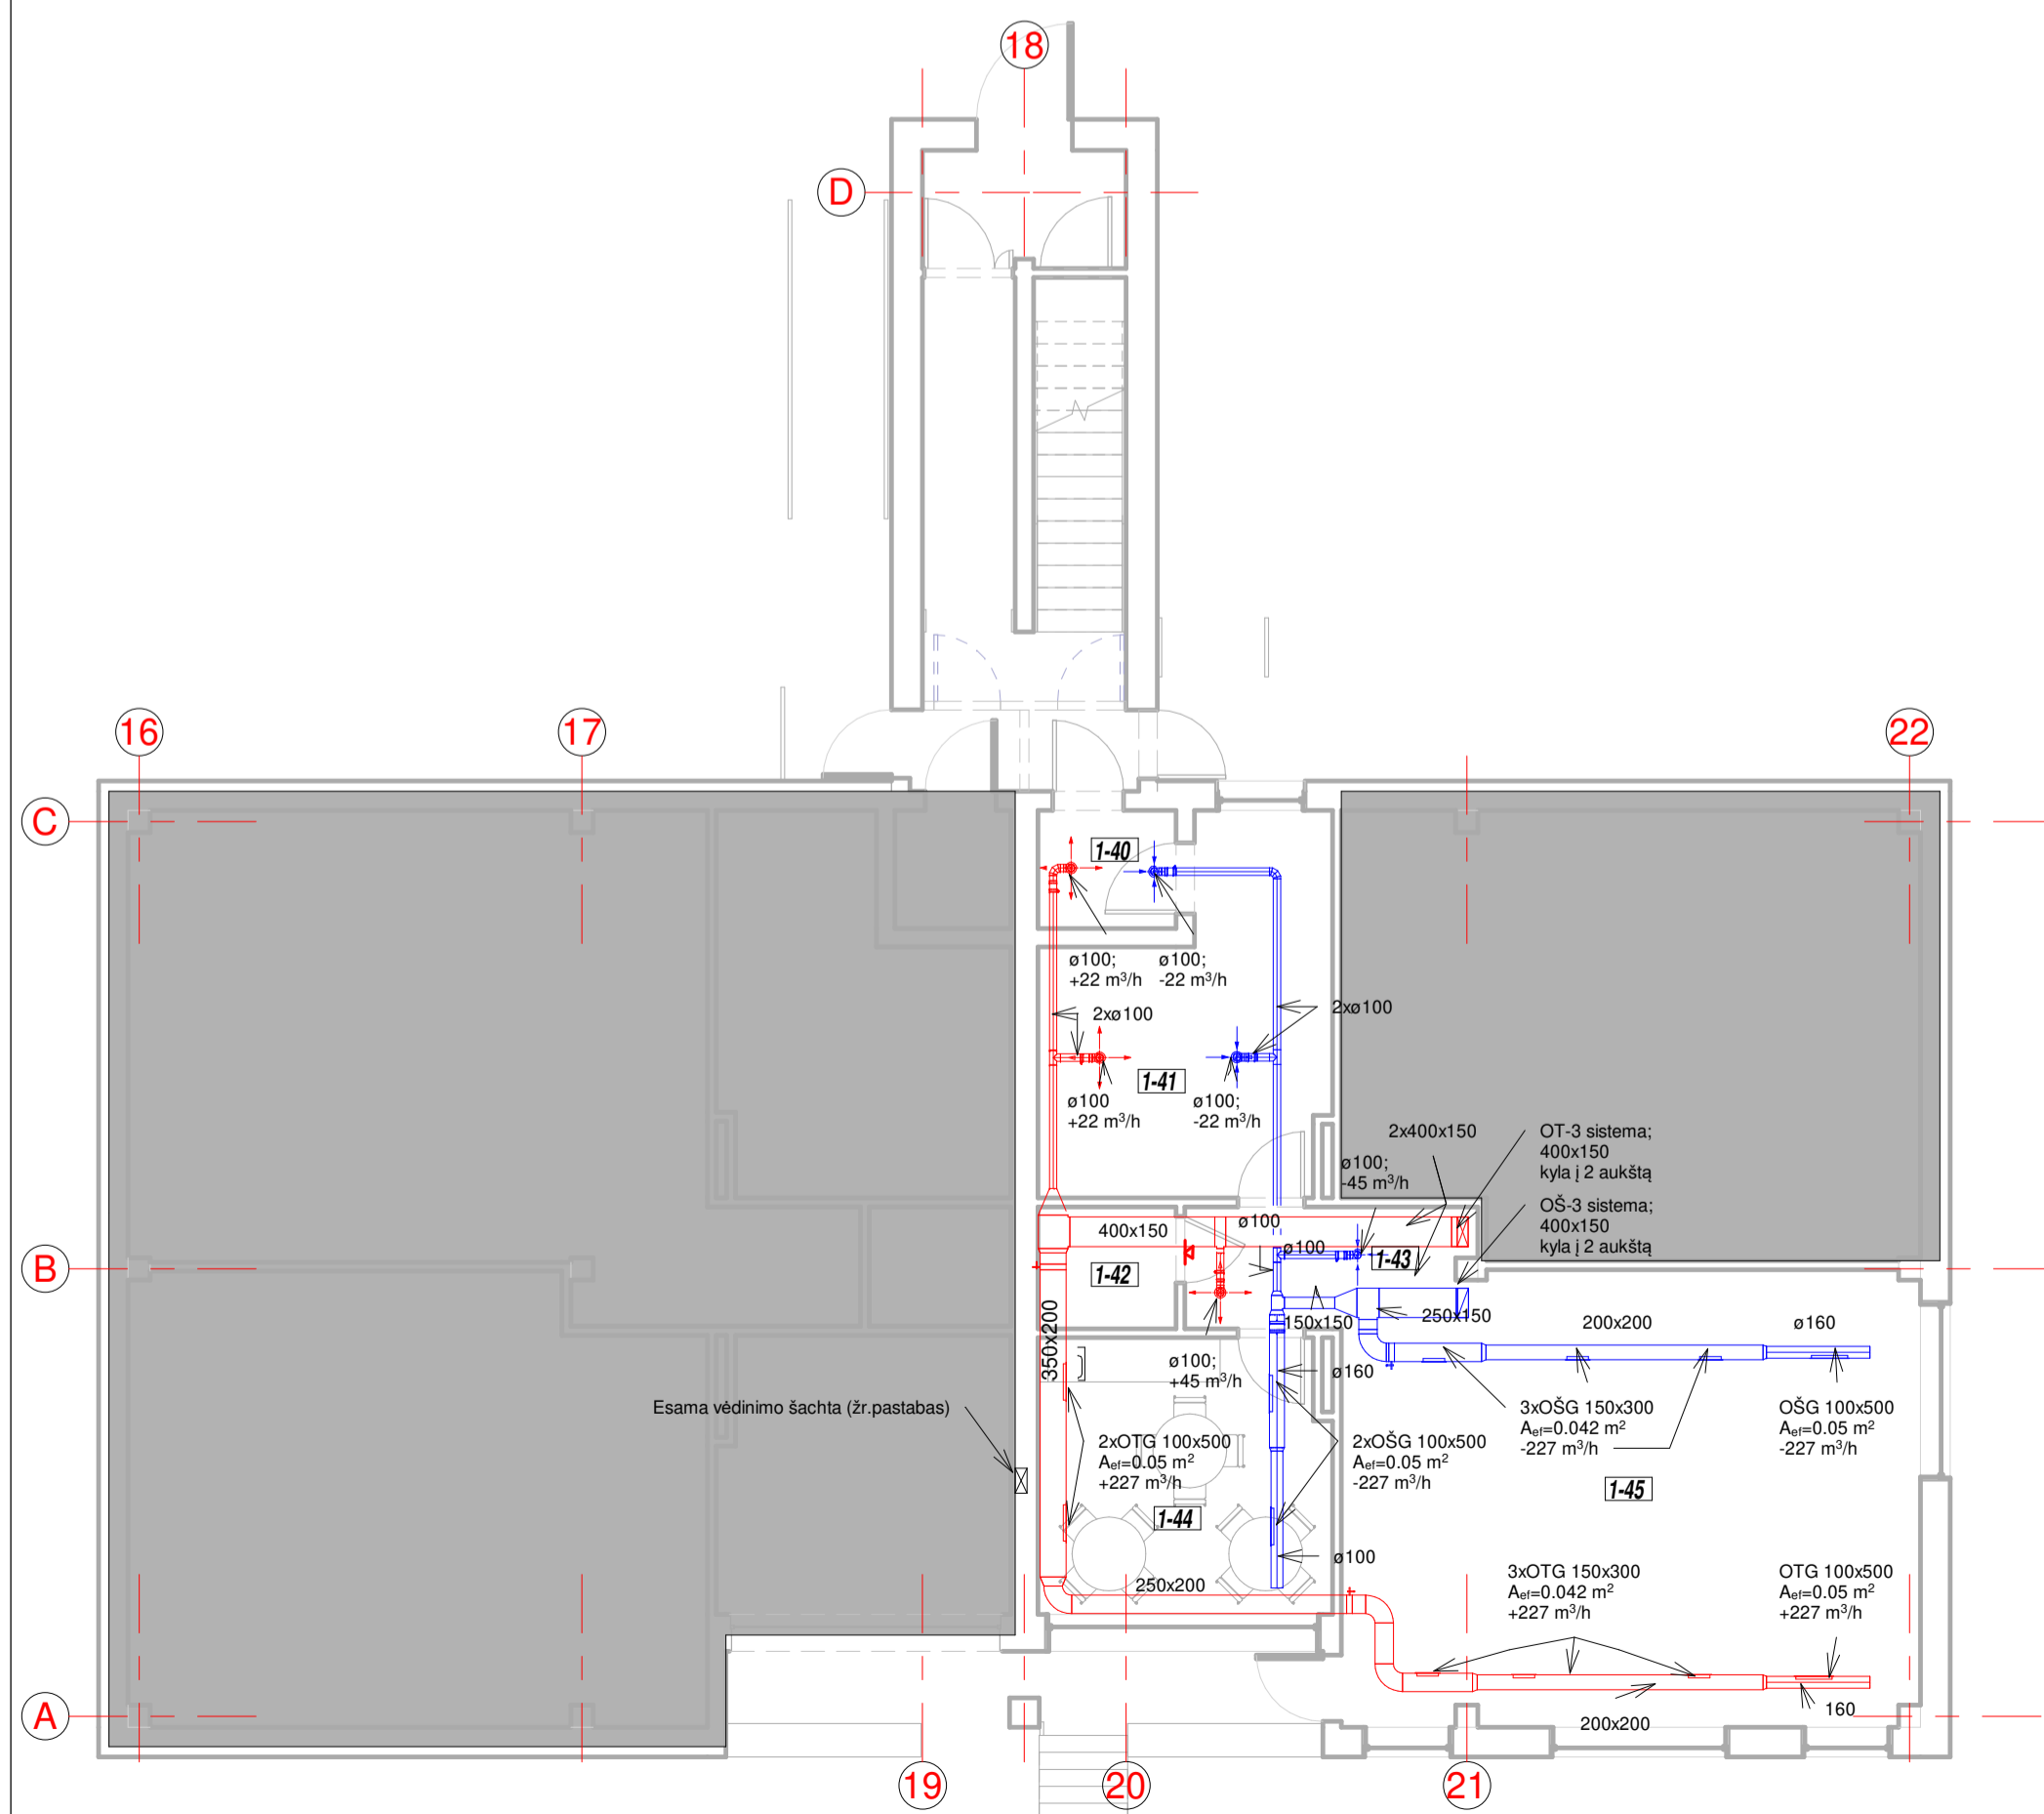 18
D
16
17
22
C
1-40
ø100;
+22 m³/h
ø100;
-22 m³/h
2xø100
2xø100
1-41
ø100
+22 m³/h
ø100;
-22 m³/h
2x400x150
OT-3 sistema;
400x150
kyla į 2 aukštą
ø100;
-45 m³/h
OŠ-3 sistema;
400x150
kyla į 2 aukštą
400x150
ø100
ø100
1-43
B
1-42
150x150
250x150
200x200
ø160
350x200
ø100;
+45 m³/h
ø160
Esama vėdinimo šachta (žr.pastabas)
3xOŠG 150x300
Aef=0.042 m²
-227 m³/h
OŠG 100x500
Aef=0.05 m²
-227 m³/h
2xOTG 100x500
Aef=0.05 m²
+227 m³/h
2xOŠG 100x500
Aef=0.05 m²
-227 m³/h
1-45
1-44
ø100
250x200
3xOTG 150x300
Aef=0.042 m²
+227 m³/h
OTG 100x500
Aef=0.05 m²
+227 m³/h
A
160
200x200
19
20
21